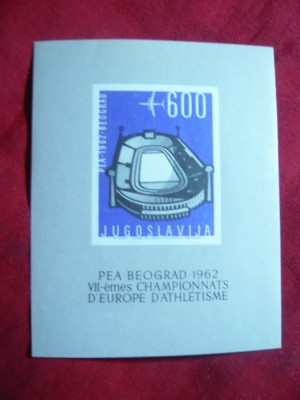 600
PEA-1962-BEOGRAD
JUGOSLAVIJA
PEA·BEOGRAD·1962
VII-èmes CHAMPIONNATS
D'EUROPE D'ATHLÉTISME